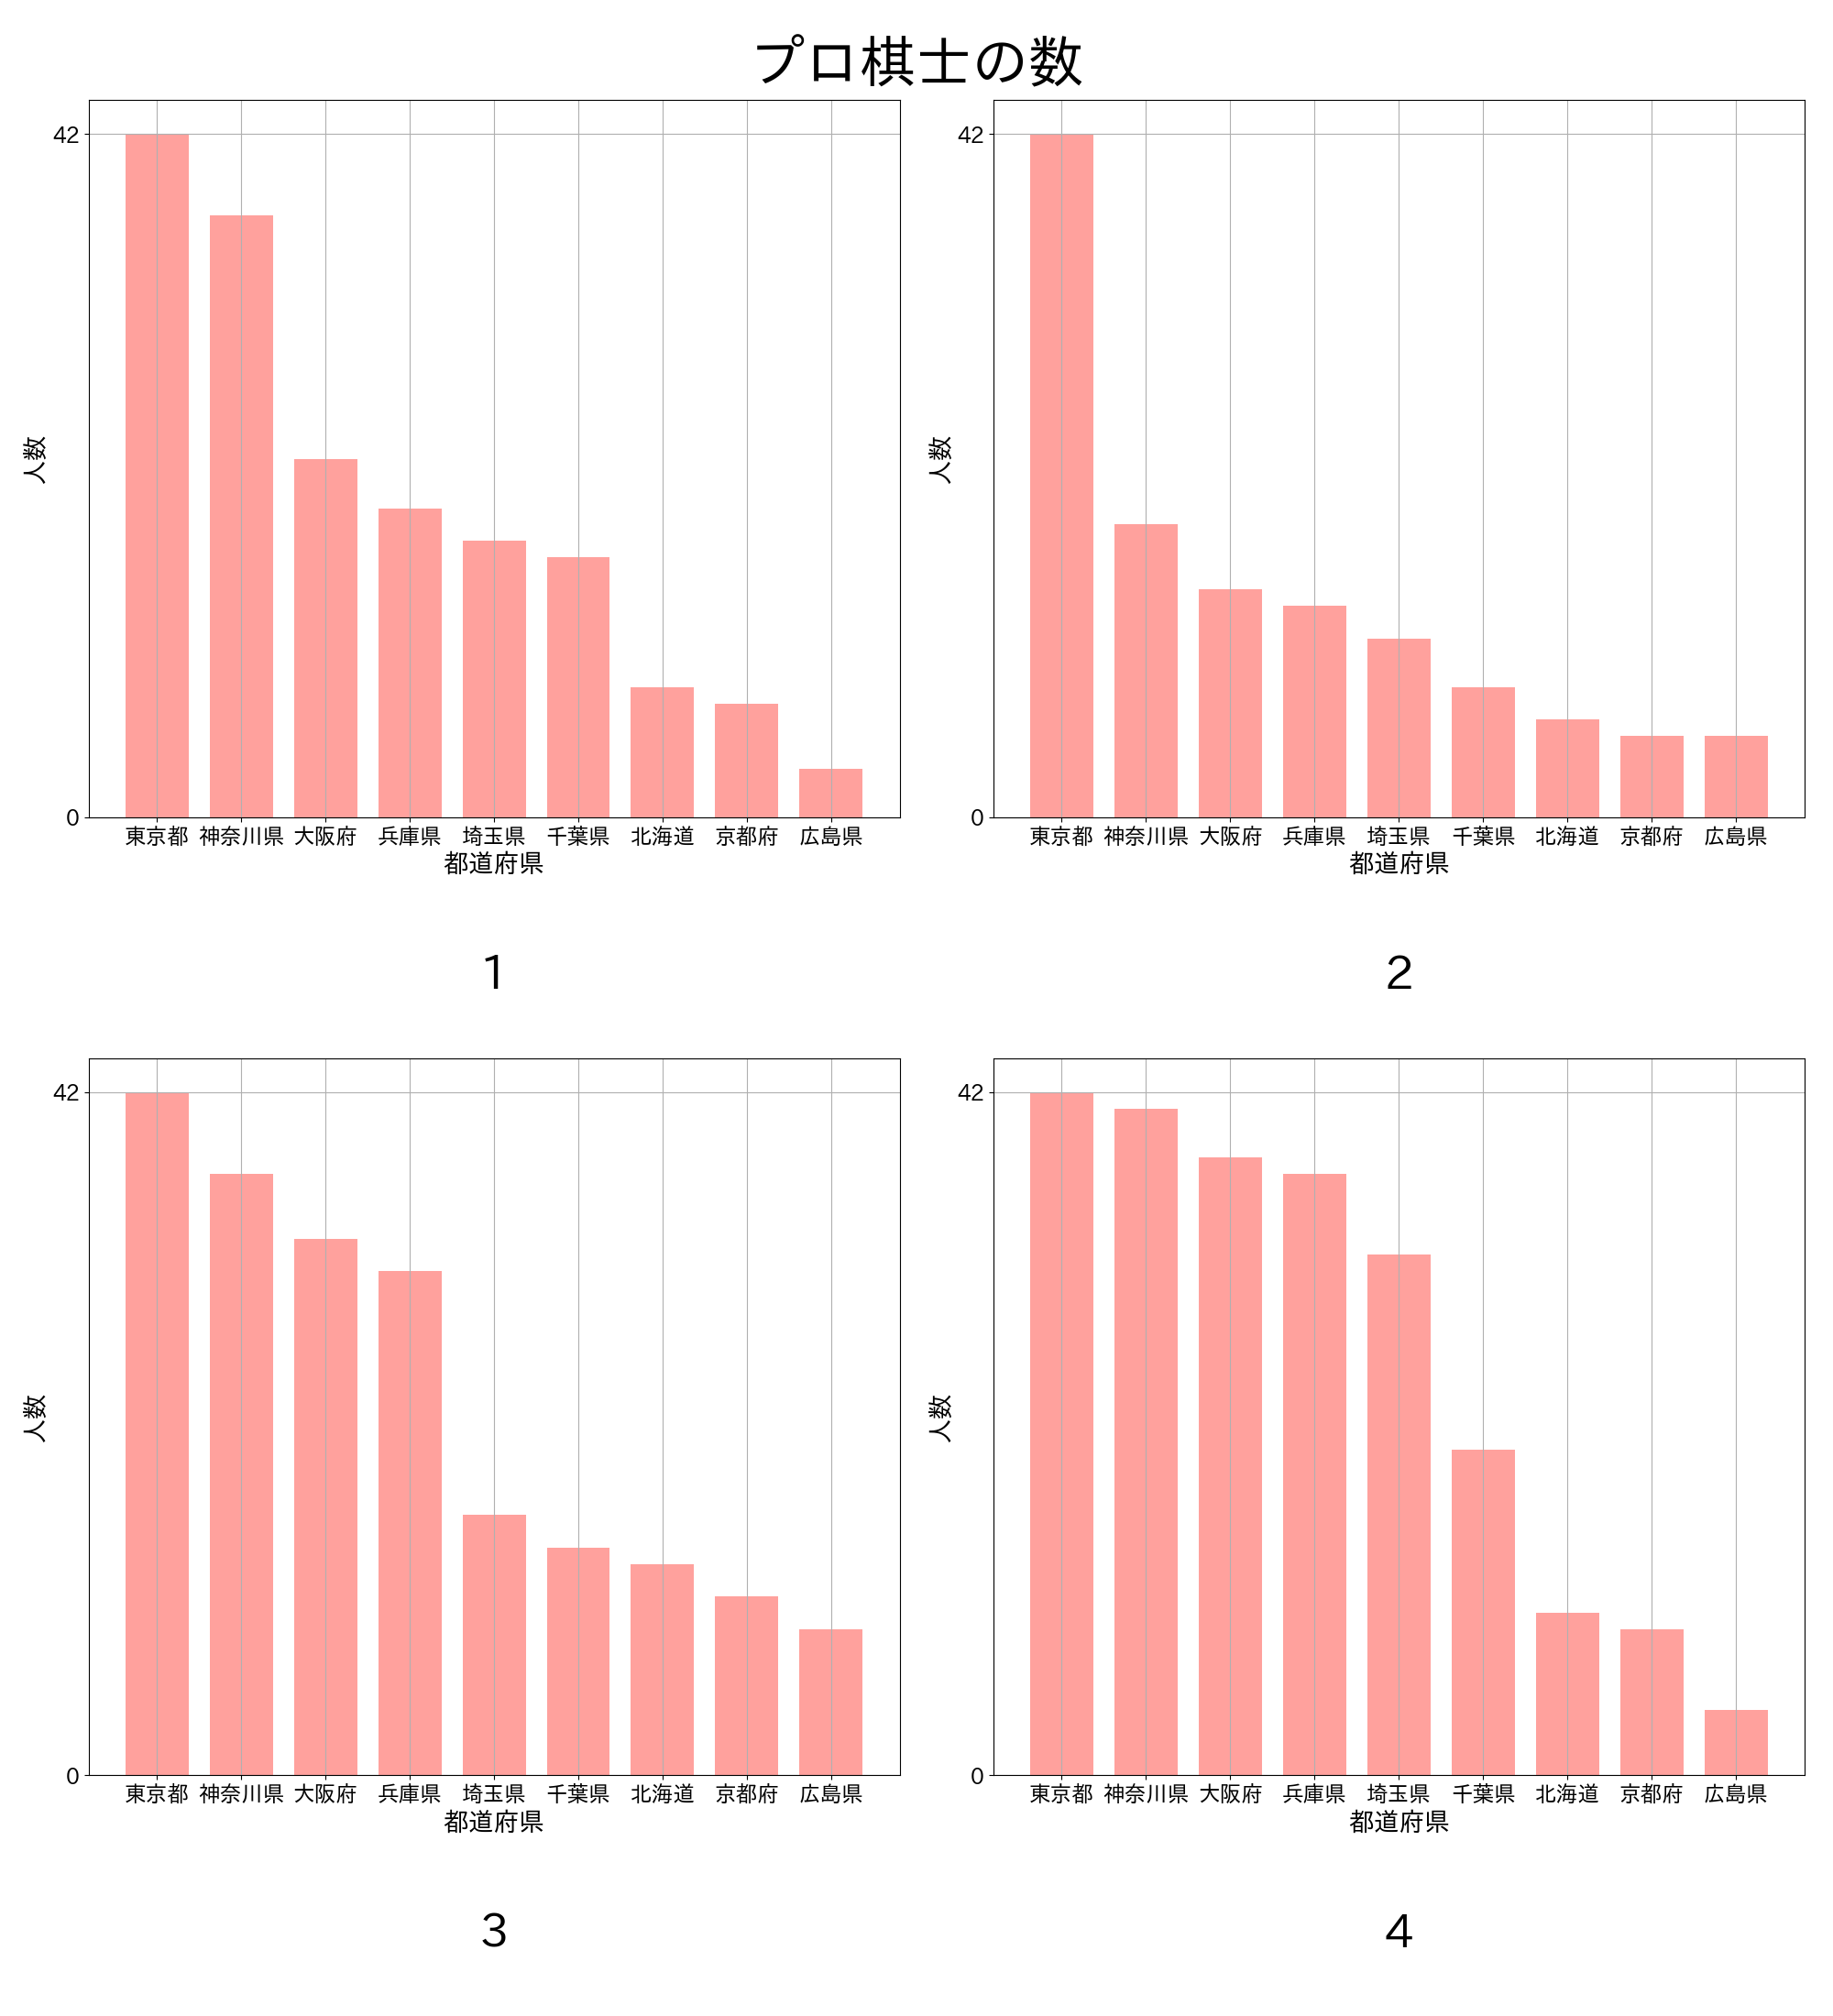 プロ棋士の数
42
0
人数
東京都 神奈川県 大阪府 兵庫県 埼玉県 千葉県 北海道 京都府 広島県
都道府県
1
42
0
人数
東京都 神奈川県 大阪府 兵庫県 埼玉県 千葉県 北海道 京都府 広島県
都道府県
2
42
0
人数
東京都 神奈川県 大阪府 兵庫県 埼玉県 千葉県 北海道 京都府 広島県
都道府県
3
42
0
人数
東京都 神奈川県 大阪府 兵庫県 埼玉県 千葉県 北海道 京都府 広島県
都道府県
4